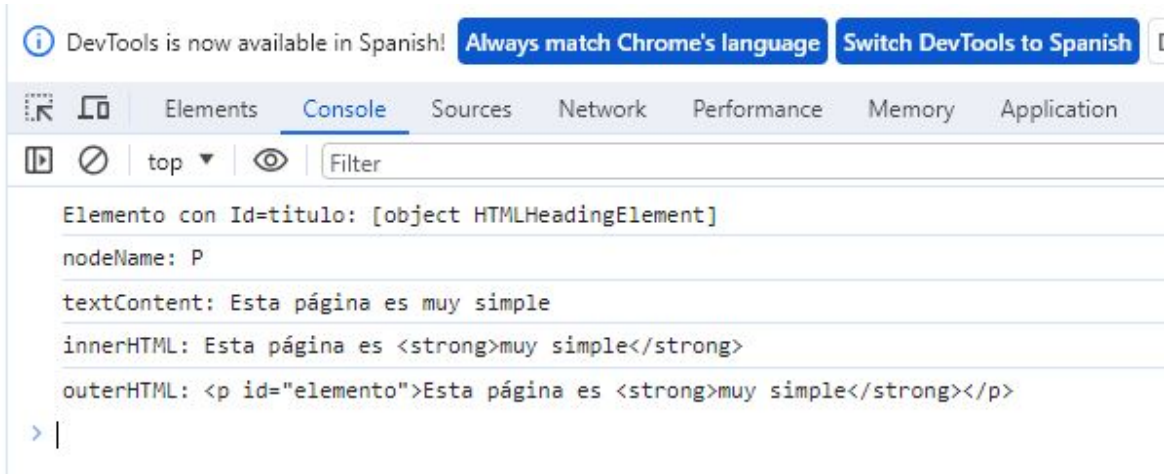 DevTools is now available in Spanish! Always match Chrome's language Switch DevTools to Spanish
Elements Console Sources Network Performance Memory Application
top Filter
Elemento con Id=titulo: [object HTMLHeadingElement]
nodeName: P
textContent: Esta página es muy simple
innerHTML: Esta página es <strong>muy simple</strong>
outerHTML: <p id="elemento">Esta página es <strong>muy simple</strong></p>